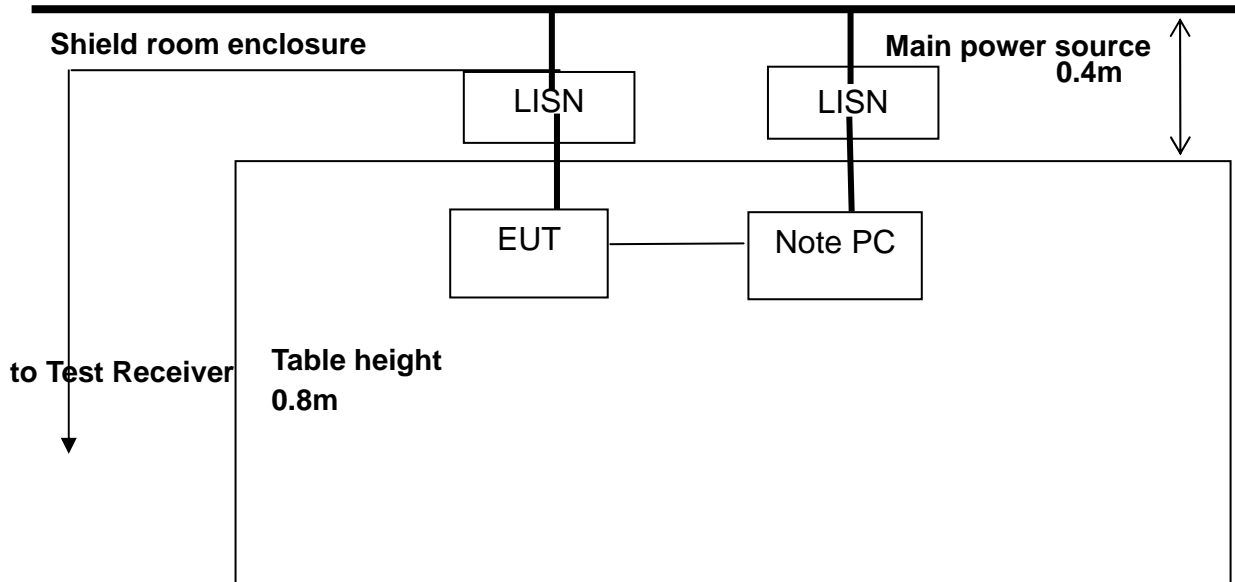 Shield room enclosure
Main power source
0.4m
LISN
LISN
EUT
Note PC
to Test Receiver
Table height
0.8m